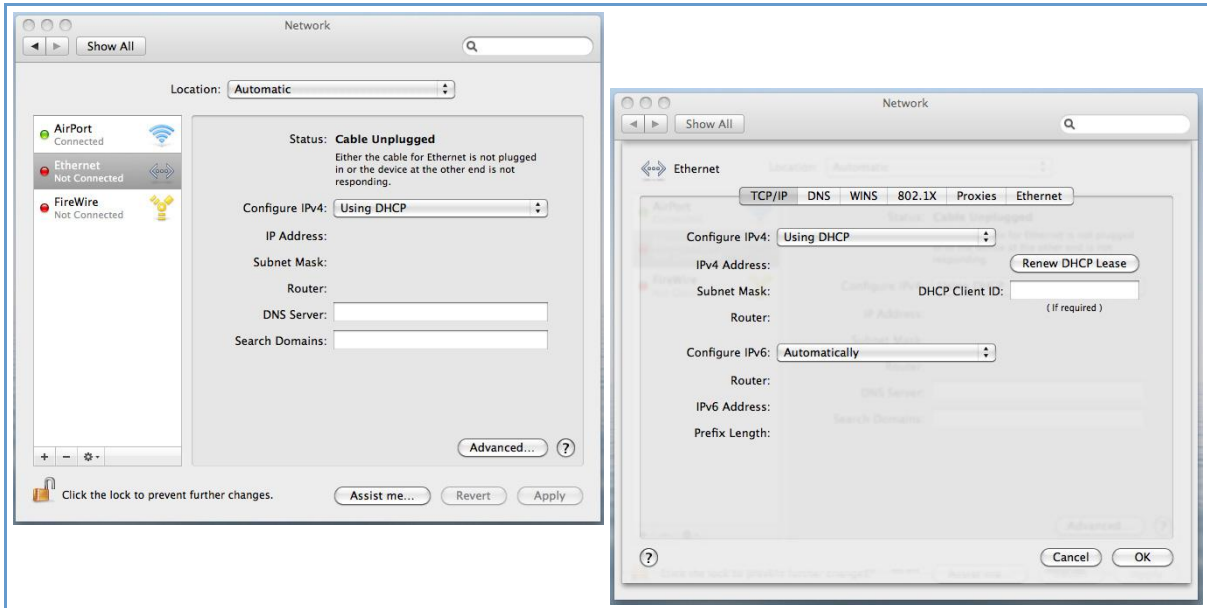 Network
Show All
Location: Automatic
AirPort
Connected
Ethernet
Not Connected
FireWire
Not Connected
Status: Cable Unplugged
Either the cable for Ethernet is not plugged
in or the device at the other end is not
responding.
Configure IPv4: Using DHCP
IP Address:
Subnet Mask:
Router:
DNS Server:
Search Domains:
Advanced... ?
+ −
Click the lock to prevent further changes.
Assist me... Revert Apply
Network
Show All
Ethernet
Location: Automatic
TCP/IP DNS WINS 802.1X Proxies Ethernet
Configure IPv4: Using DHCP
IPv4 Address: Renew DHCP Lease
Subnet Mask: DHCP Client ID:
( If required )
Router:
Configure IPv6: Automatically
Router:
IPv6 Address:
Prefix Length:
? Cancel OK